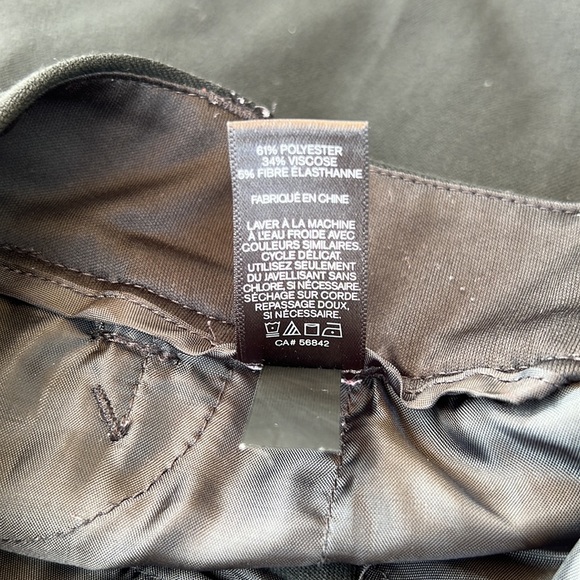 61% POLYESTER
34% VISCOSE
5% FIBRE ÉLASTHANNE
FABRIQUÉ EN CHINE
LAVER À LA MACHINE
À L'EAU FROIDE AVEC
COULEURS SIMILAIRES.
CYCLE DÉLICAT.
UTILISEZ SEULEMENT
DU JAVELLISANT SANS
CHLORE, SI NÉCESSAIRE.
SÉCHAGE SUR CORDE.
REPASSAGE DOUX,
SI NÉCESSAIRE.
CA# 56842